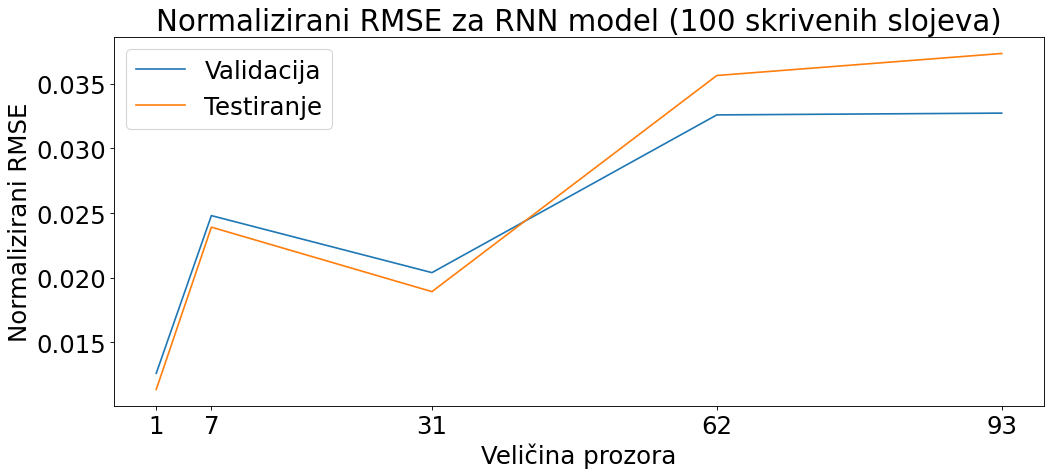 Normalizirani RMSE za RNN model (100 skrivenih slojeva)
Validacija
Testiranje
Normalizirani RMSE
0.035
0.030
0.025
0.020
0.015
1 7 31 62 93
Veličina prozora